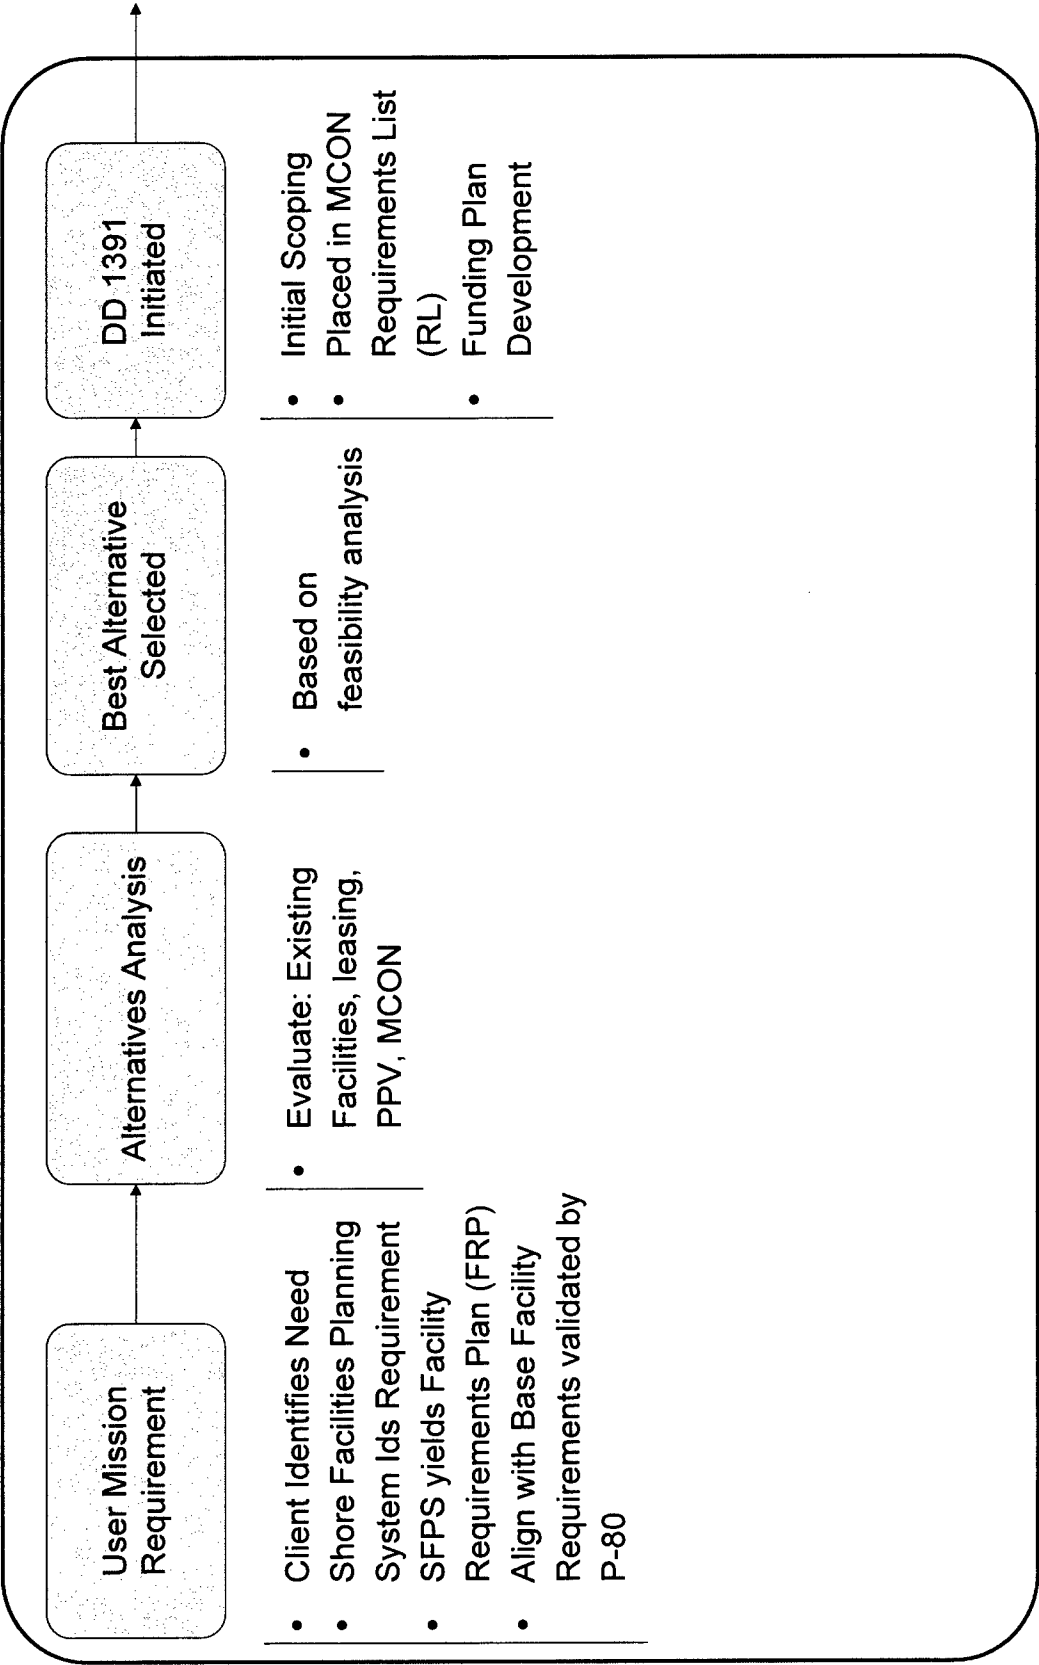 User Mission
Requirement
Alternatives Analysis
Best Alternative
Selected
DD 1391
Initiated
• Client Identifies Need
• Shore Facilities Planning
System Ids Requirement
• SFPS yields Facility
Requirements Plan (FRP)
• Align with Base Facility
Requirements validated by
P-80
• Evaluate: Existing
Facilities, leasing,
PPV, MCON
• Based on
feasibility analysis
• Initial Scoping
• Placed in MCON
Requirements List
(RL)
• Funding Plan
Development